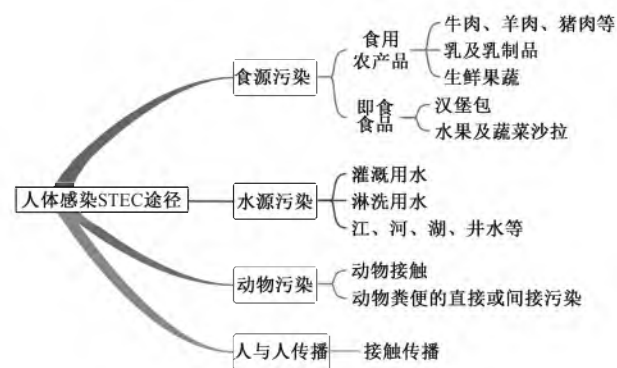 人体感染STEC途径
食源污染
食用
农产品
牛肉、羊肉、猪肉等
乳及乳制品
生鲜果蔬
即食
食品
汉堡包
水果及蔬菜沙拉
水源污染
灌溉用水
淋洗用水
江、河、湖、井水等
动物污染
动物接触
动物粪便的直接或间接污染
人与人传播
接触传播